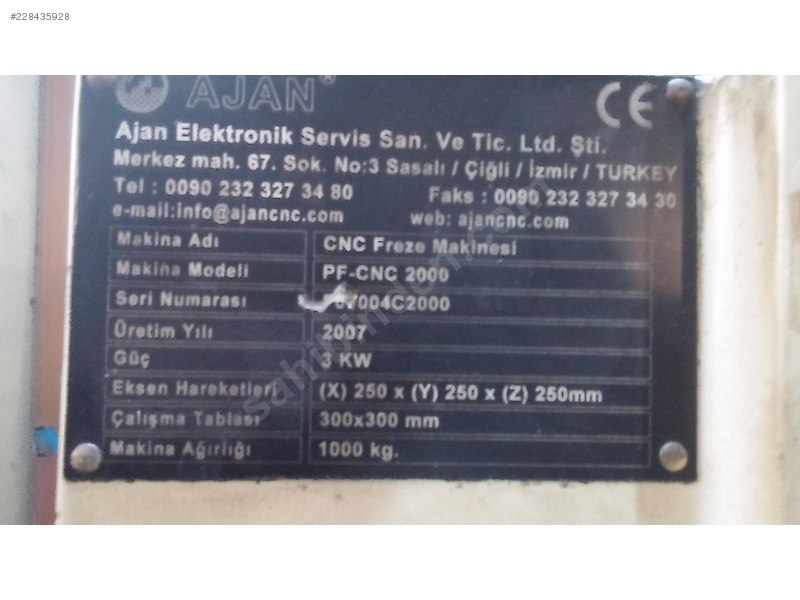 #228435928
AJAN®
CE
Ajan Elektronik Servis San. Ve Tic. Ltd. Şti.
Merkez mah. 67. Sok. No:3 Sasalı / Çiğli / İzmir / TURKEY
Tel : 0090 232 327 34 80 Faks : 0090 232 327 34 30
e-mail:info@ajancnc.com web: ajancnc.com
Makina Adı CNC Freze Makinesi
Makina Modeli PF-CNC 2000
Seri Numarası 7004C2000
Üretim Yılı 2007
Güç 3 KW
Eksen Hareketleri (X) 250 x (Y) 250 x (Z) 250mm
Çalışma Tablası 300x300 mm
Makina Ağırlığı 1000 kg.
sahibinden.com